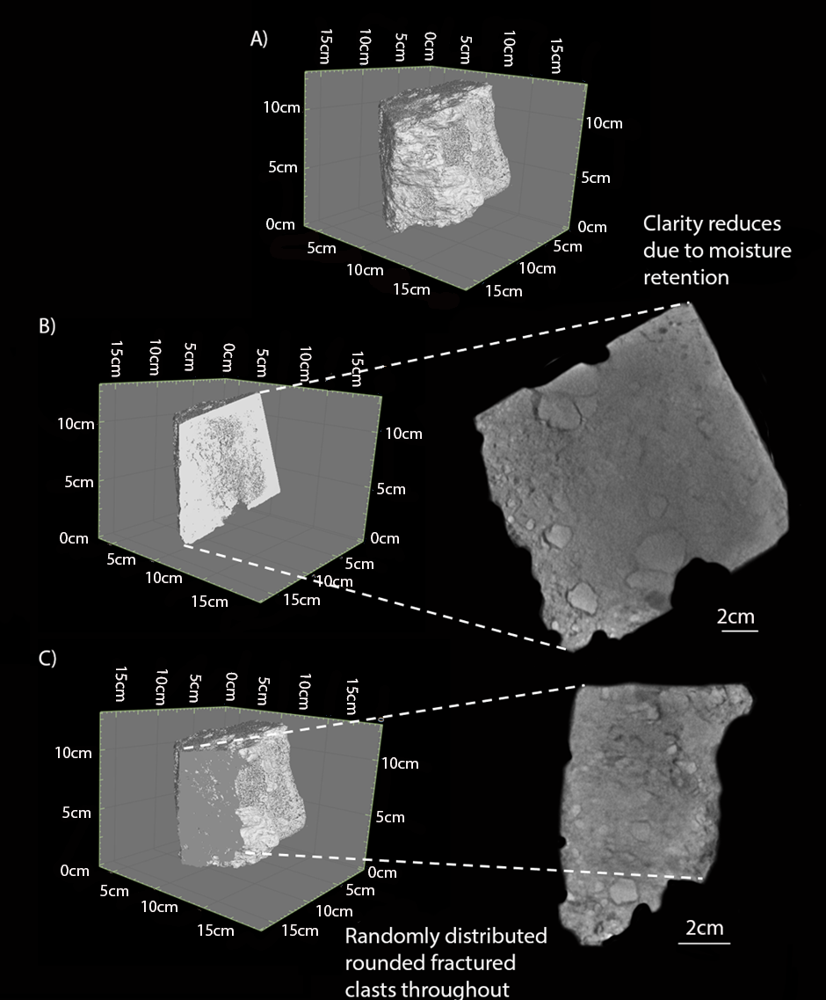 A)
15cm 10cm 5cm 0cm 5cm 10cm 15cm
10cm 10cm
5cm 5cm
0cm 0cm
5cm 5cm
10cm 10cm
15cm 15cm
Clarity reduces
due to moisture
retention
B)
15cm 10cm 5cm 0cm 5cm 10cm 15cm
10cm 10cm
5cm 5cm
0cm 0cm
5cm 5cm
10cm 10cm
15cm 15cm
2cm
C)
15cm 10cm 5cm 0cm 5cm 10cm 15cm
10cm 10cm
5cm 5cm
0cm 0cm
5cm 5cm
10cm 10cm
15cm 15cm
2cm
Randomly distributed
rounded fractured
clasts throughout